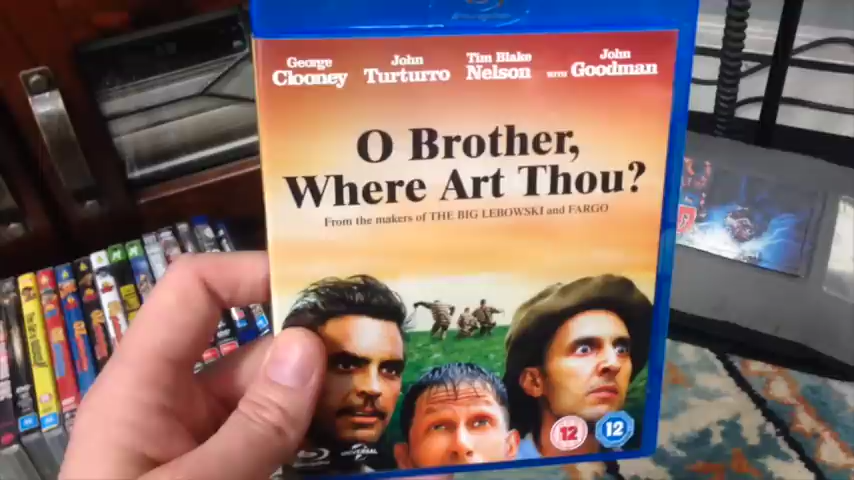 George Clooney
John Turturro
Tim Blake Nelson
with John Goodman
O Brother,
Where Art Thou?
From the makers of THE BIG LEBOWSKI and FARGO
12
12
UNIVERSAL